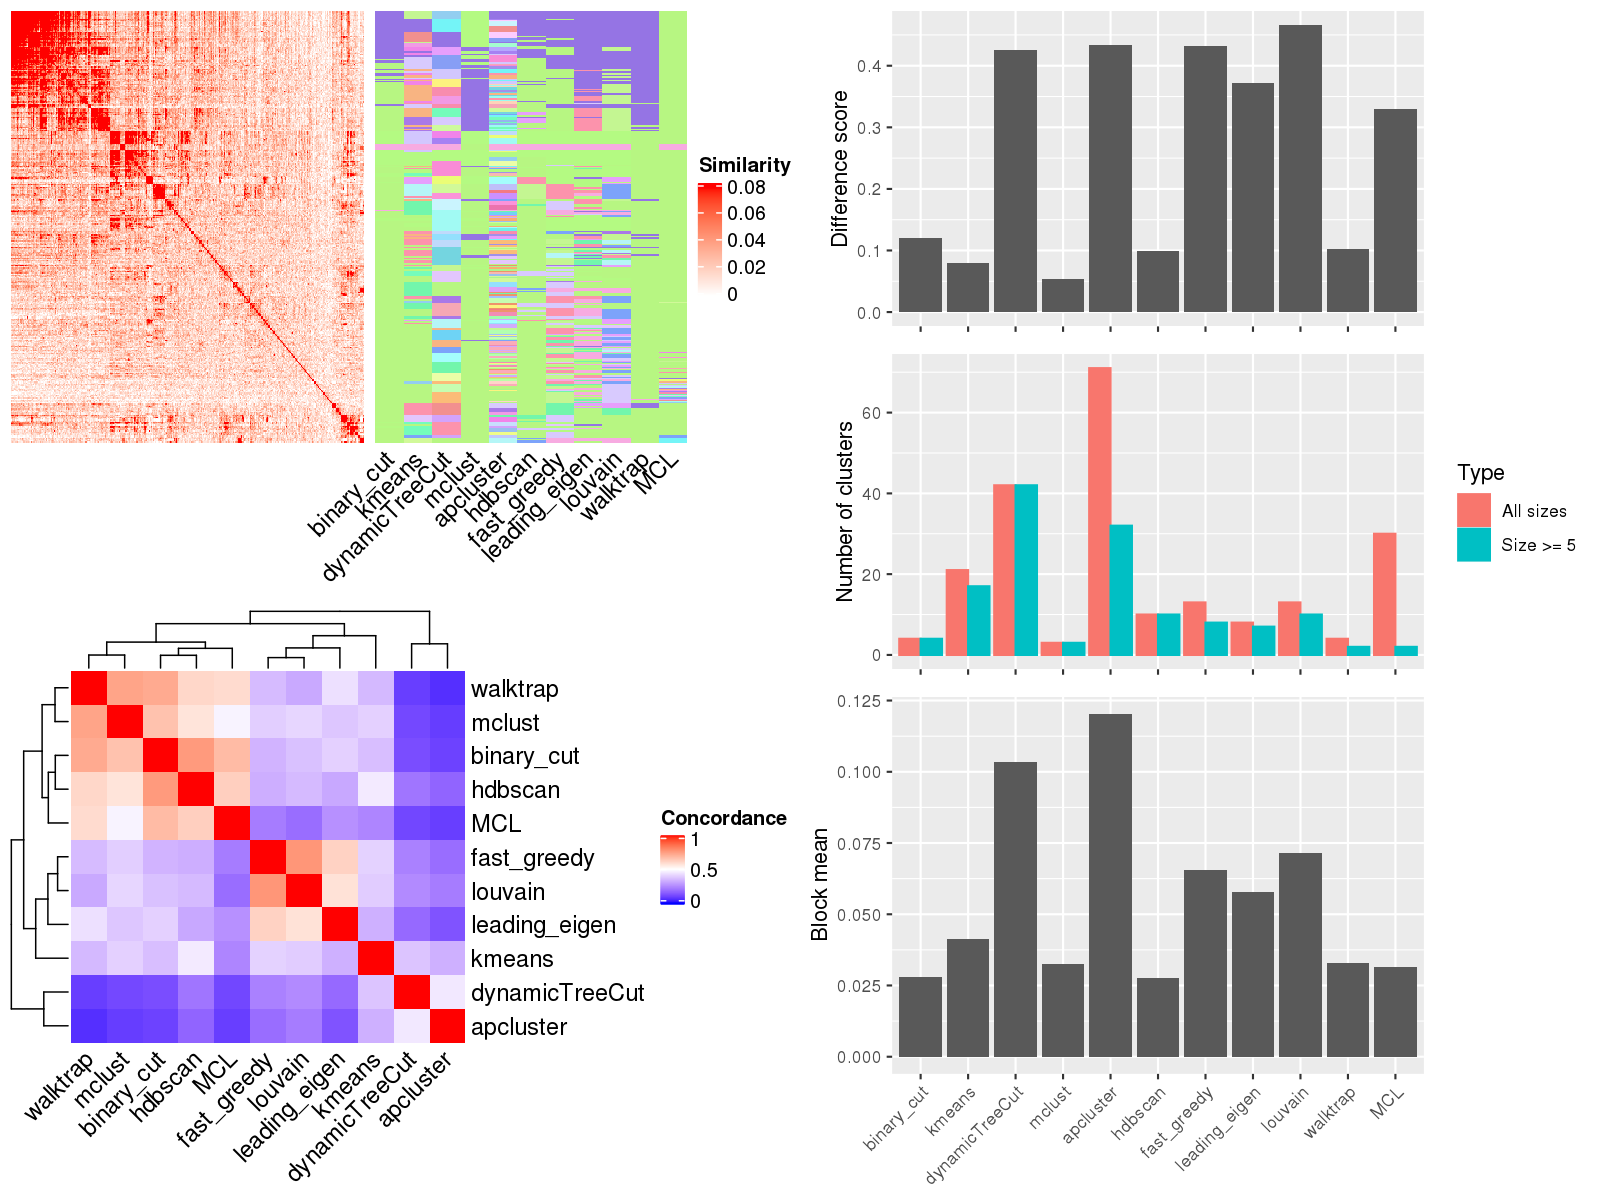 Similarity
0.08
0.06
0.04
0.02
0
binary_cut
kmeans
dynamicTreeCut
mclust
apcluster
hdbscan
fast_greedy
leading_eigen
louvain
walktrap
MCL
walktrap
mclust
binary_cut
hdbscan
MCL
fast_greedy
louvain
leading_eigen
kmeans
dynamicTreeCut
apcluster
Concordance
1
0.5
0
walktrap
mclust
binary_cut
hdbscan
MCL
fast_greedy
louvain
leading_eigen
kmeans
dynamicTreeCut
apcluster
Difference score
0.4
0.3
0.2
0.1
0.0
Number of clusters
60
40
20
0
Type
All sizes
Size >= 5
Block mean
0.125
0.100
0.075
0.050
0.025
0.000
binary_cut
kmeans
dynamicTreeCut
mclust
apcluster
hdbscan
fast_greedy
leading_eigen
louvain
walktrap
MCL